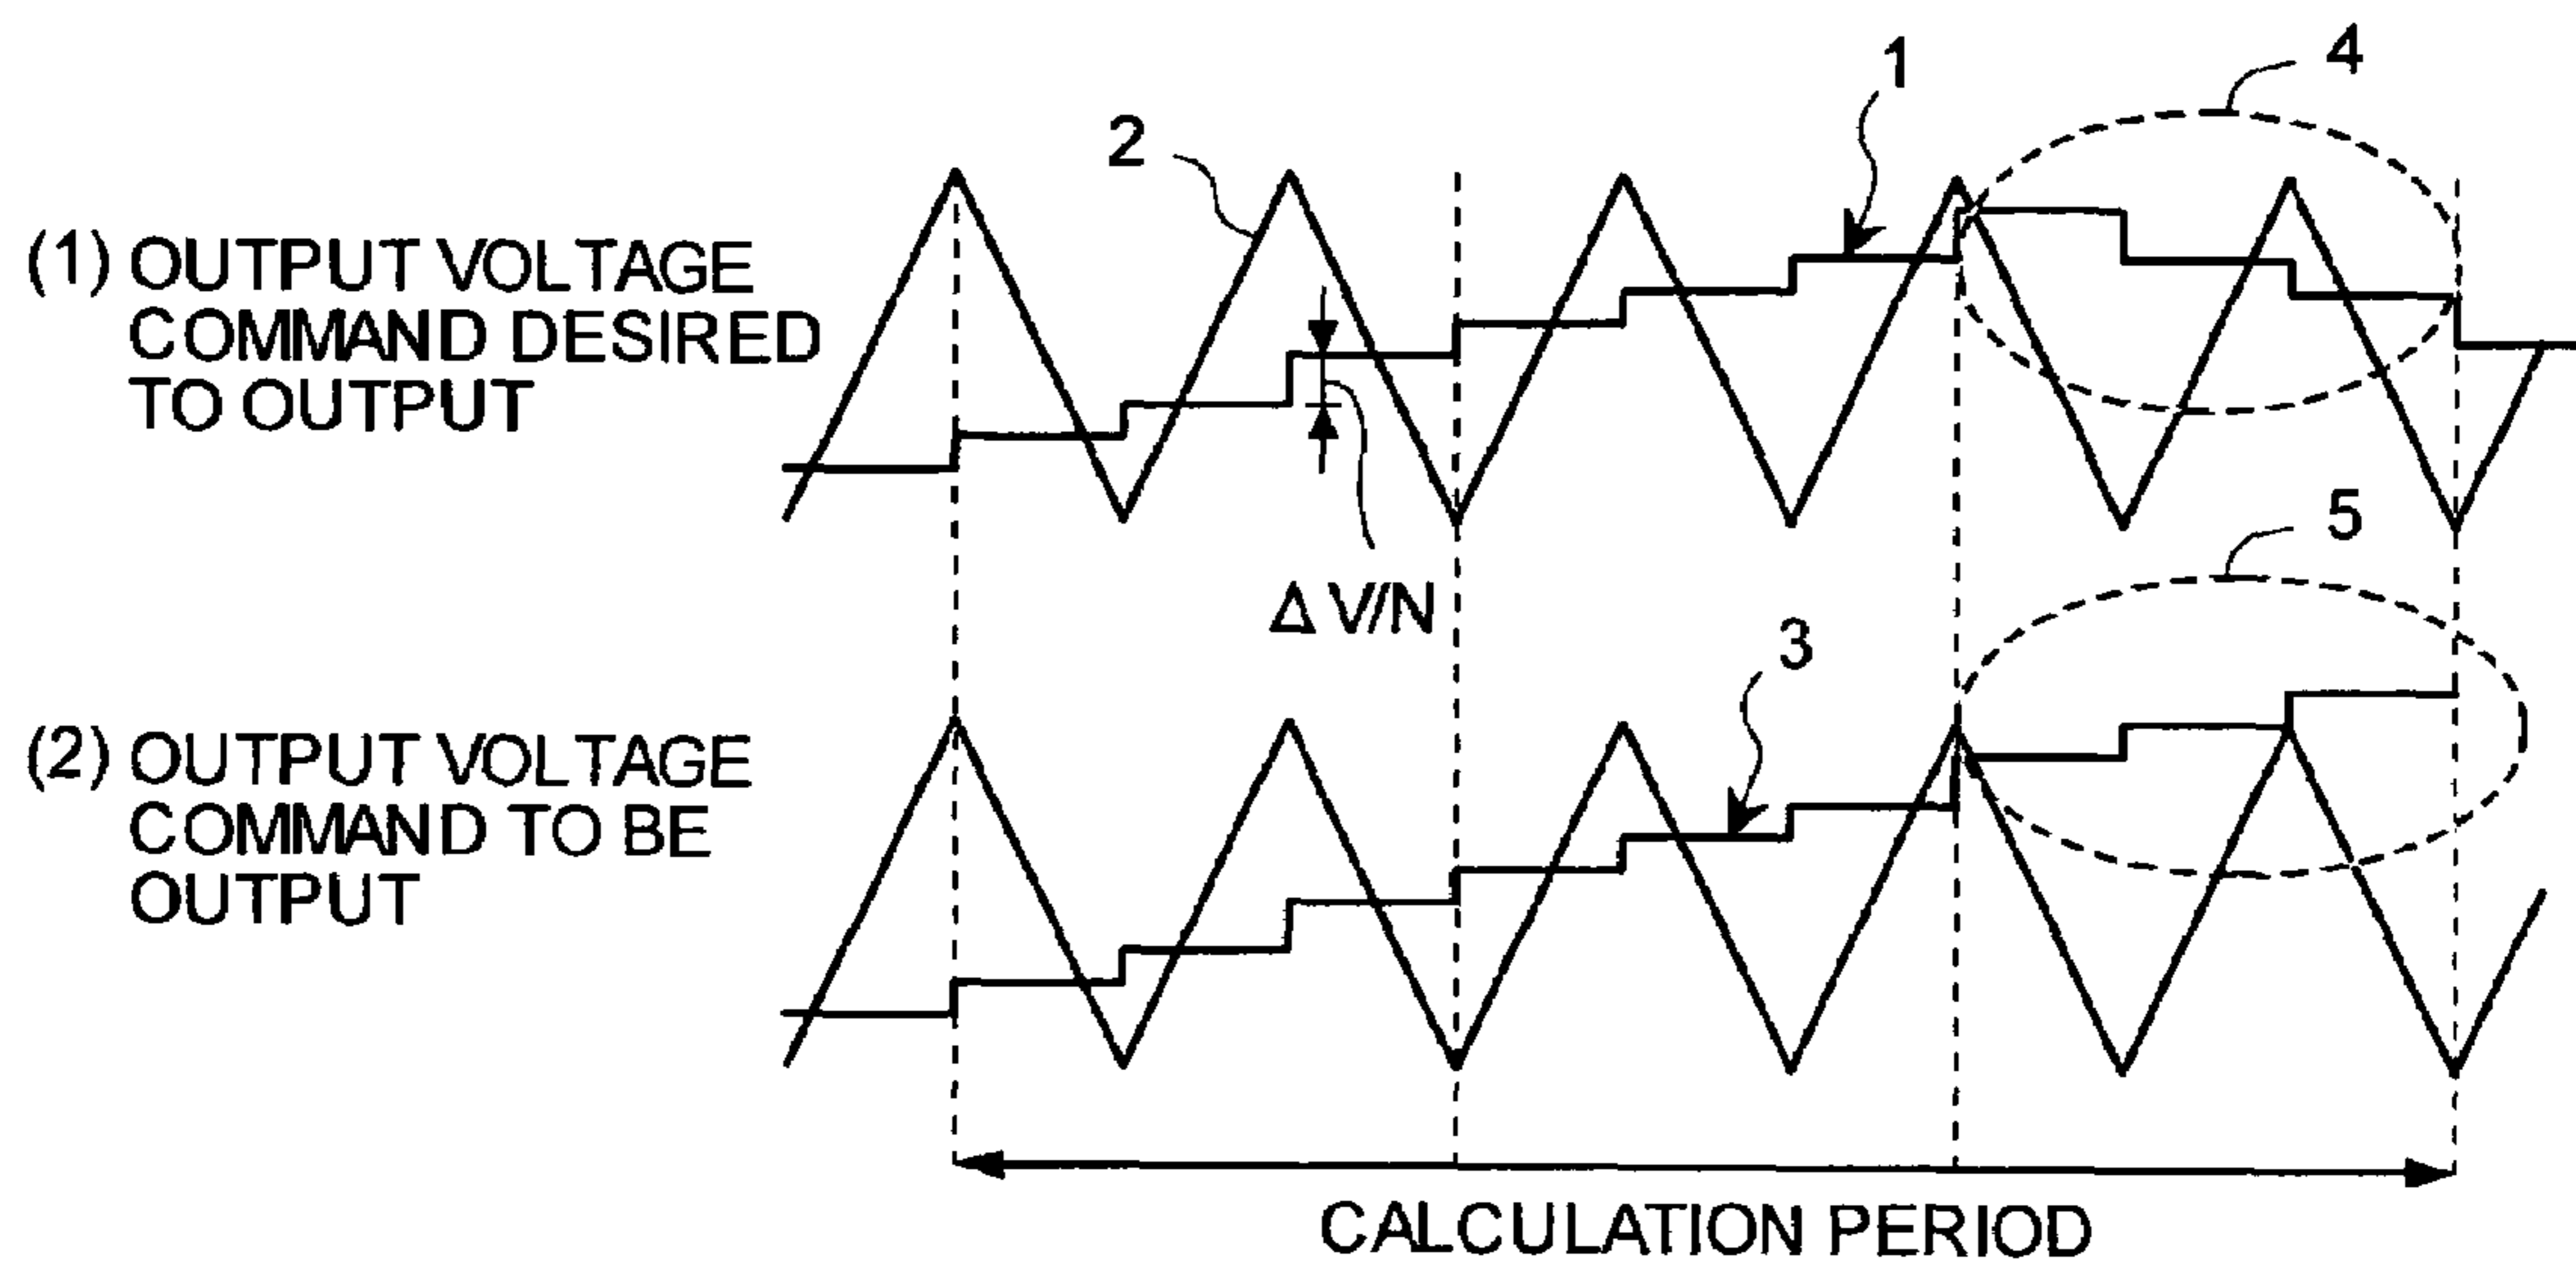 4
1
2
(1) OUTPUT VOLTAGE
COMMAND DESIRED
TO OUTPUT
5
Δ V/N
3
(2) OUTPUT VOLTAGE
COMMAND TO BE
OUTPUT
CALCULATION PERIOD